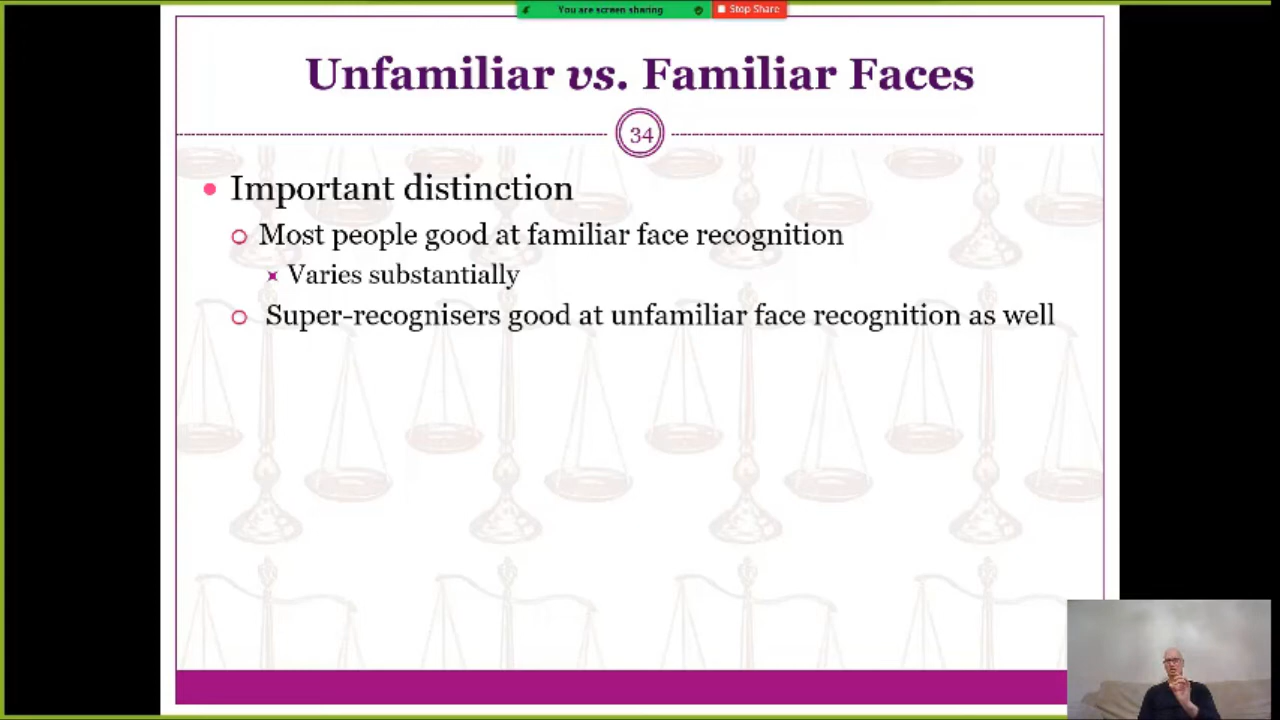 You are screen sharing
Stop Share
Unfamiliar vs. Familiar Faces
34
Important distinction
Most people good at familiar face recognition
Varies substantially
Super-recognisers good at unfamiliar face recognition as well